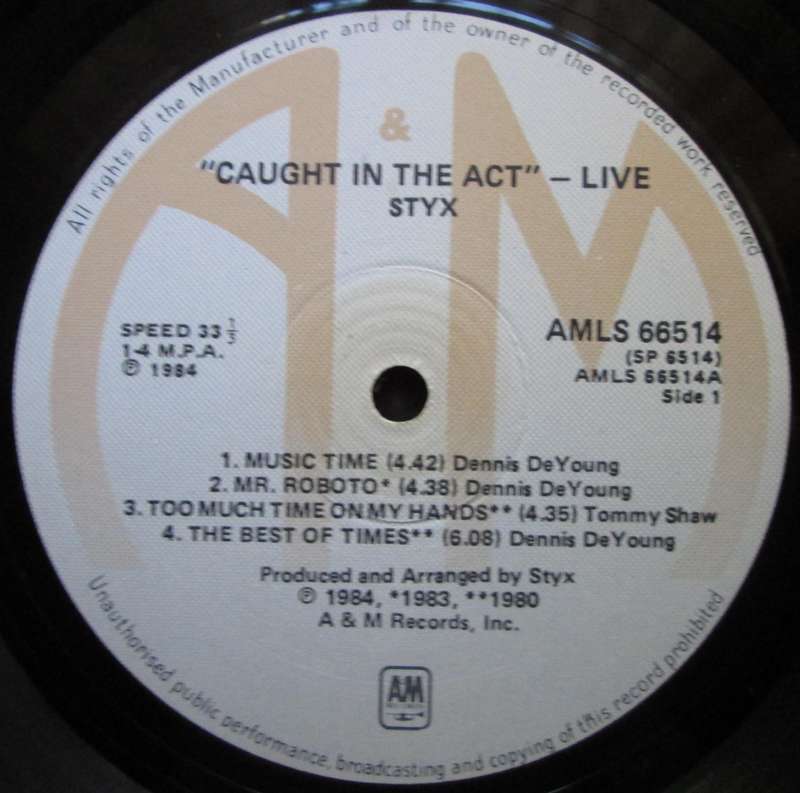 All rights of the Manufacturer and of the owner of the recorded work reserved
&
"CAUGHT IN THE ACT" – LIVE
STYX
SPEED 33 1/3
1-4 M.P.A.
℗ 1984
AMLS 66514
(SP 6514)
AMLS 66514A
Side 1
1. MUSIC TIME (4.42) Dennis DeYoung
2. MR. ROBOTO* (4.38) Dennis DeYoung
3. TOO MUCH TIME ON MY HANDS** (4.35) Tommy Shaw
4. THE BEST OF TIMES** (6.08) Dennis DeYoung
Produced and Arranged by Styx
℗ 1984, *1983, **1980
A & M Records, Inc.
A&M
Unauthorised public performance, broadcasting and copying of this record prohibited